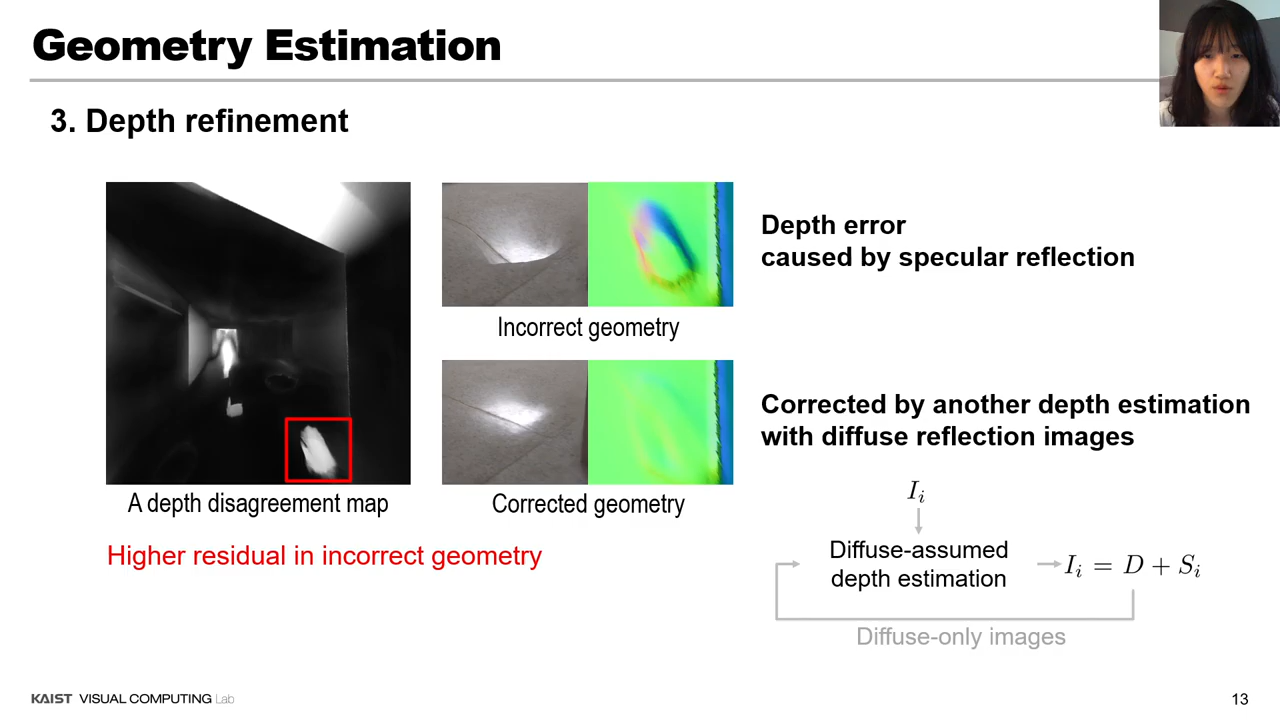 Geometry Estimation
3. Depth refinement
Depth error
caused by specular reflection
Incorrect geometry
Corrected by another depth estimation
with diffuse reflection images
A depth disagreement map
Corrected geometry
Higher residual in incorrect geometry
I_i
Diffuse-assumed
depth estimation
I_i = D + S_i
Diffuse-only images
KAIST VISUAL COMPUTING Lab
13